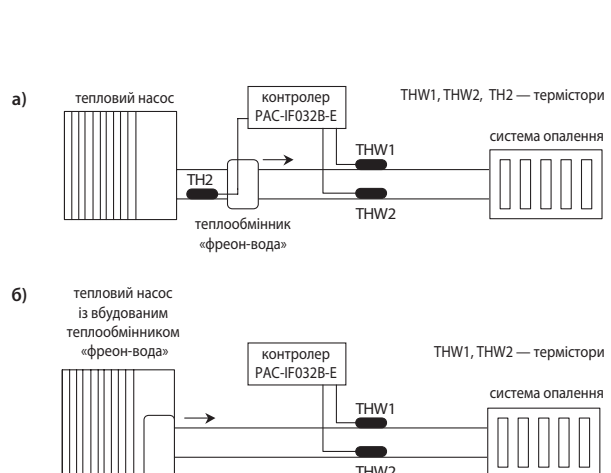 а)
тепловий насос
контролер
PAC-IF032B-E
THW1, THW2, TH2 — термістори
система опалення
THW1
TH2
THW2
теплообмінник
«фреон-вода»
б)
тепловий насос
із вбудованим
теплообмінником
«фреон-вода»
контролер
PAC-IF032B-E
THW1, THW2 — термістори
система опалення
THW1
THW2